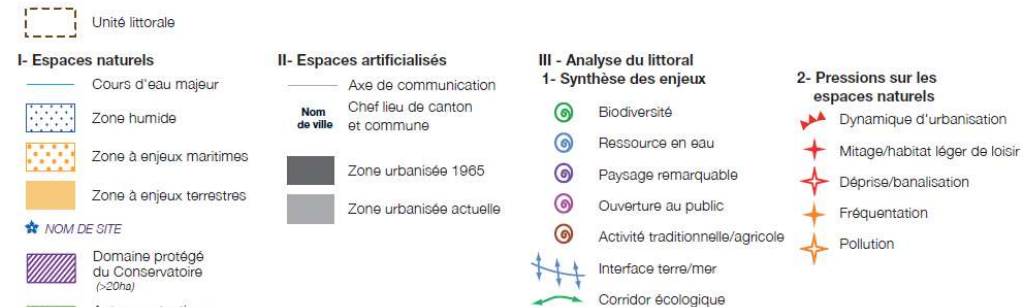 Unité littorale
I- Espaces naturels
Cours d'eau majeur
Zone humide
Zone à enjeux maritimes
Zone à enjeux terrestres
NOM DE SITE
Domaine protégé
du Conservatoire
(>20ha)
II- Espaces artificialisés
Axe de communication
Nom
de ville
Chef lieu de canton
et commune
Zone urbanisée 1965
Zone urbanisée actuelle
III - Analyse du littoral
1- Synthèse des enjeux
Biodiversité
Ressource en eau
Paysage remarquable
Ouverture au public
Activité traditionnelle/agricole
Interface terre/mer
Corridor écologique
2- Pressions sur les
espaces naturels
Dynamique d'urbanisation
Mitage/habitat léger de loisir
Déprise/banalisation
Fréquentation
Pollution